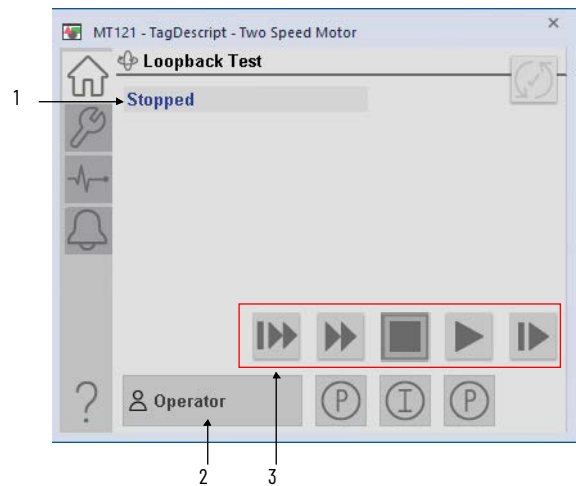 MT121 - TagDescript - Two Speed Motor
Loopback Test
1
Stopped
? Operator P I P
2 3